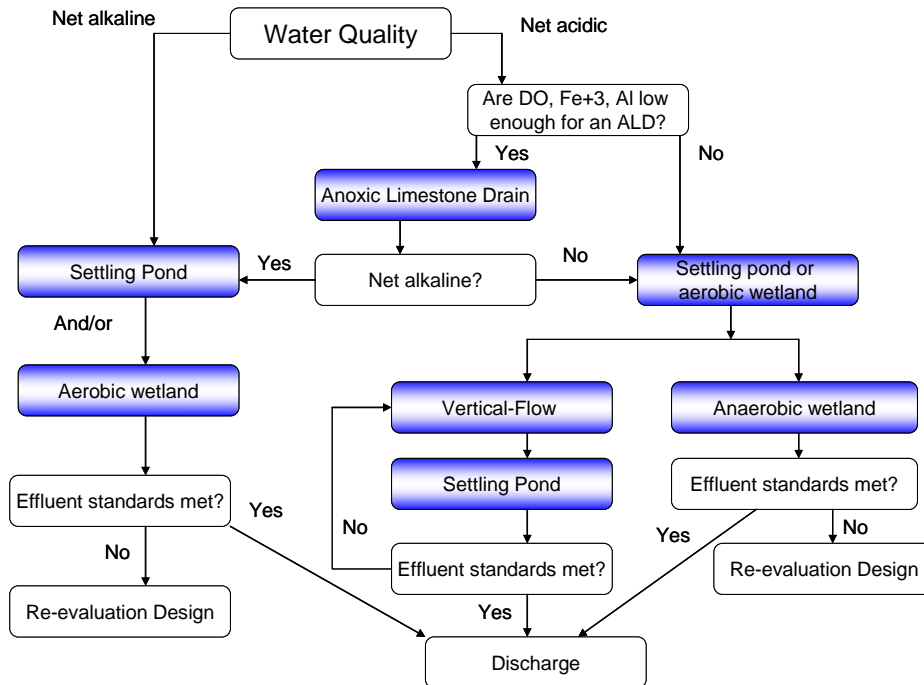 Net alkaline
Water Quality
Net acidic
Are DO, Fe+3, Al low
enough for an ALD?
Yes
No
Anoxic Limestone Drain
Settling Pond
Yes
Net alkaline?
No
Settling pond or
aerobic wetland
And/or
Aerobic wetland
Vertical-Flow
Anaerobic wetland
Effluent standards met?
Yes
No
Settling Pond
Effluent standards met?
No
Yes
No
Re-evaluation Design
Effluent standards met?
Re-evaluation Design
Yes
Discharge